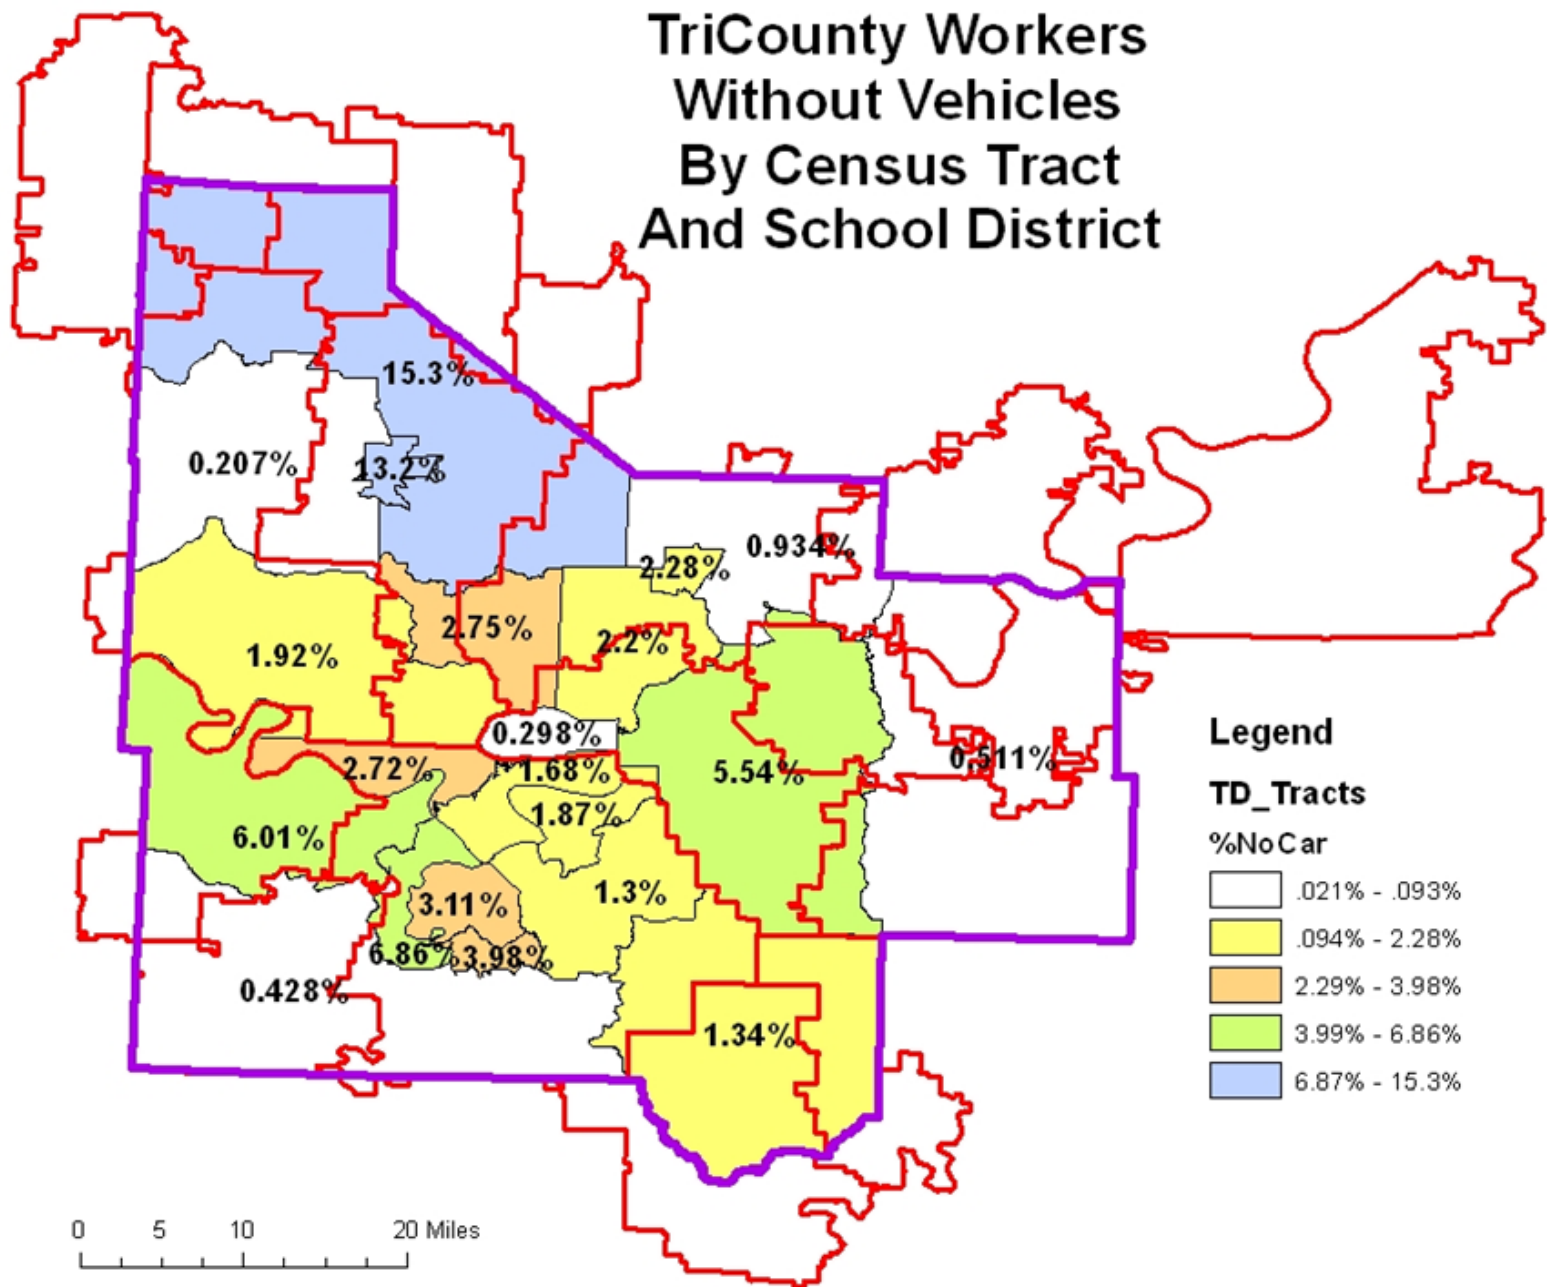 TriCounty Workers
Without Vehicles
By Census Tract
And School District
15.3%
0.207%
13.2%
0.934%
2.28%
2.75%
2.2%
1.92%
0.298%
2.72%
1.68%
5.54%
0.511%
1.87%
6.01%
1.3%
3.11%
6.86%
3.98%
0.428%
1.34%
Legend
TD_Tracts
%NoCar
.021% - .093%
.094% - 2.28%
2.29% - 3.98%
3.99% - 6.86%
6.87% - 15.3%
0 5 10 20 Miles